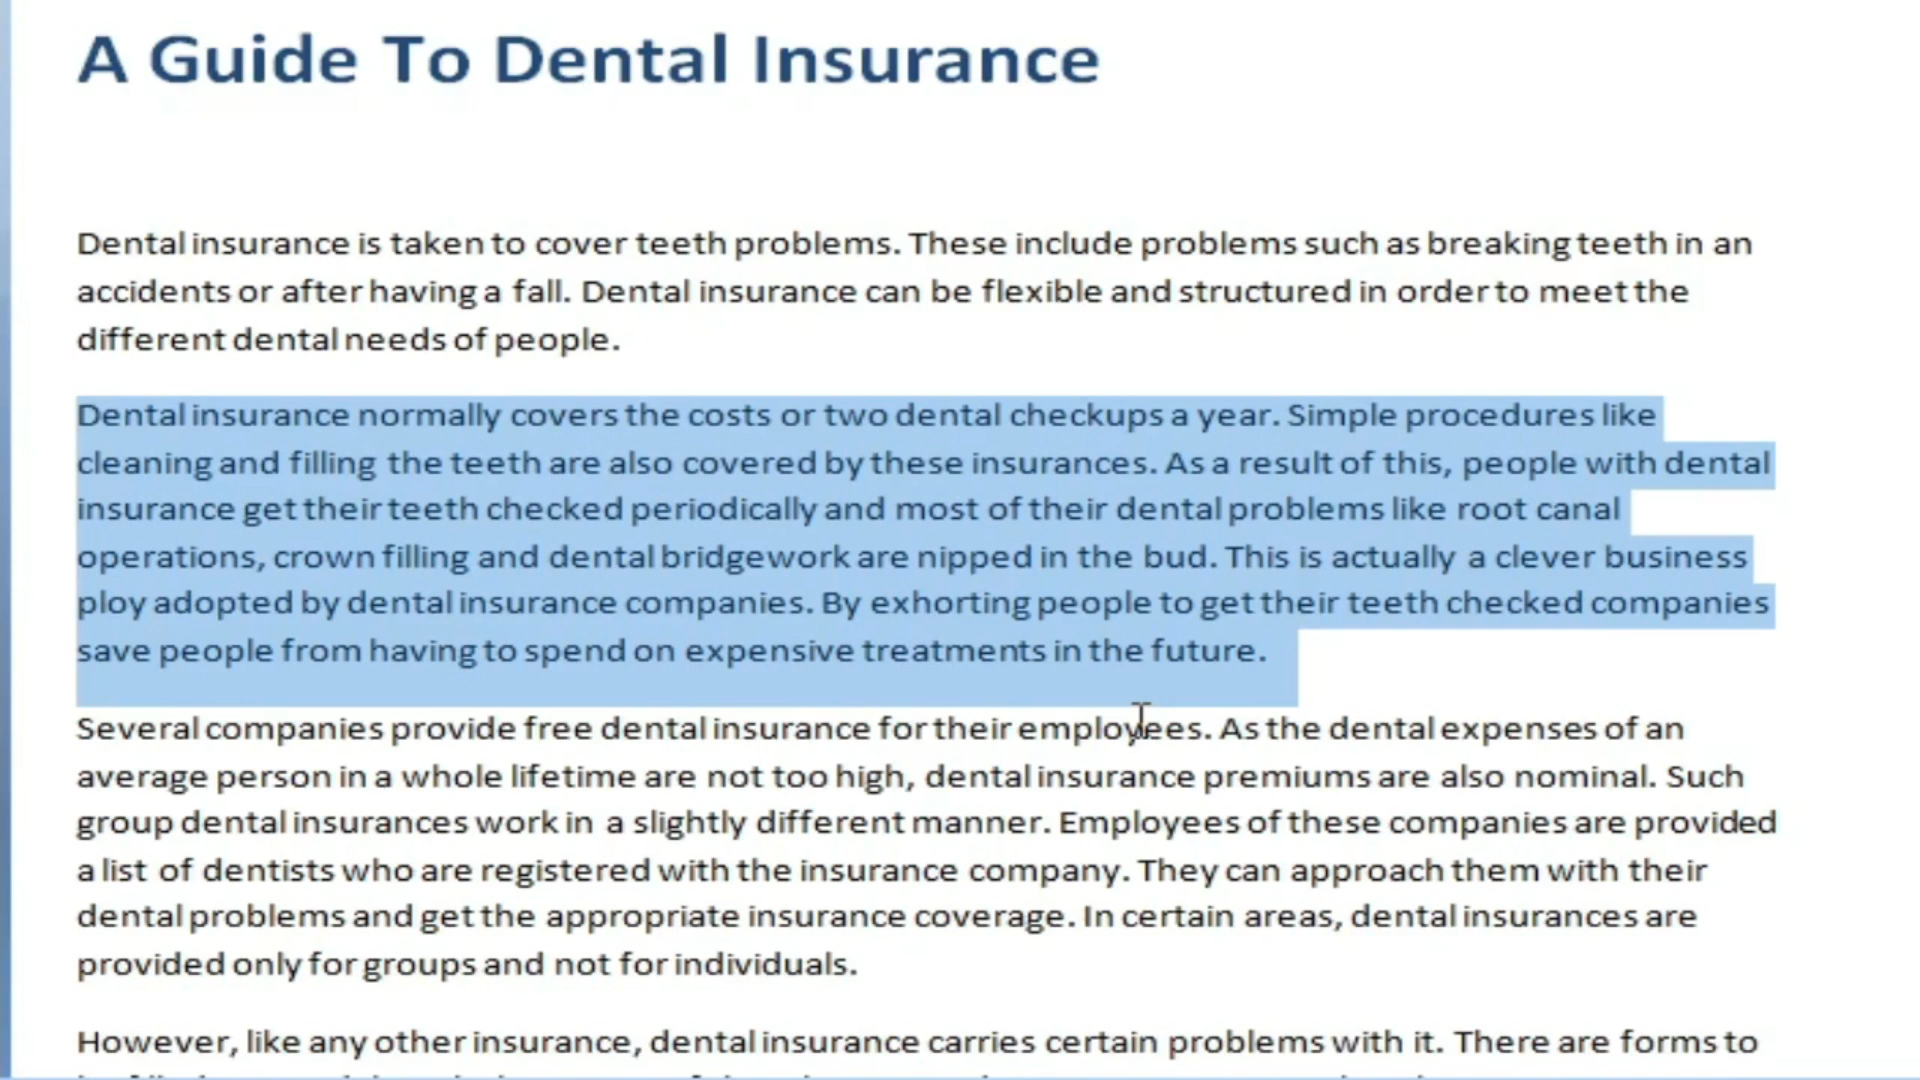 A Guide To Dental Insurance
Dental insurance is taken to cover teeth problems. These include problems such as breaking teeth in an
accidents or after having a fall. Dental insurance can be flexible and structured in order to meet the
different dental needs of people.
Dental insurance normally covers the costs or two dental checkups a year. Simple procedures like
cleaning and filling the teeth are also covered by these insurances. As a result of this, people with dental
insurance get their teeth checked periodically and most of their dental problems like root canal
operations, crown filling and dental bridgework are nipped in the bud. This is actually a clever business
ploy adopted by dental insurance companies. By exhorting people to get their teeth checked companies
save people from having to spend on expensive treatments in the future.
Several companies provide free dental insurance for their employees. As the dental expenses of an
average person in a whole lifetime are not too high, dental insurance premiums are also nominal. Such
group dental insurances work in a slightly different manner. Employees of these companies are provided
a list of dentists who are registered with the insurance company. They can approach them with their
dental problems and get the appropriate insurance coverage. In certain areas, dental insurances are
provided only for groups and not for individuals.
However, like any other insurance, dental insurance carries certain problems with it. There are forms to